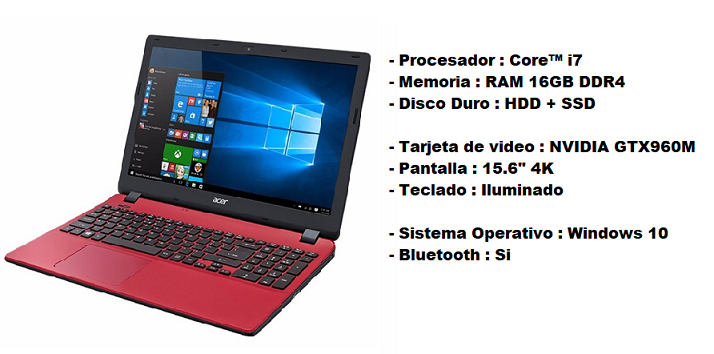 - Procesador : Core™ i7
- Memoria : RAM 16GB DDR4
- Disco Duro : HDD + SSD
- Tarjeta de video : NVIDIA GTX960M
- Pantalla : 15.6" 4K
- Teclado : Iluminado
- Sistema Operativo : Windows 10
- Bluetooth : Si
acer